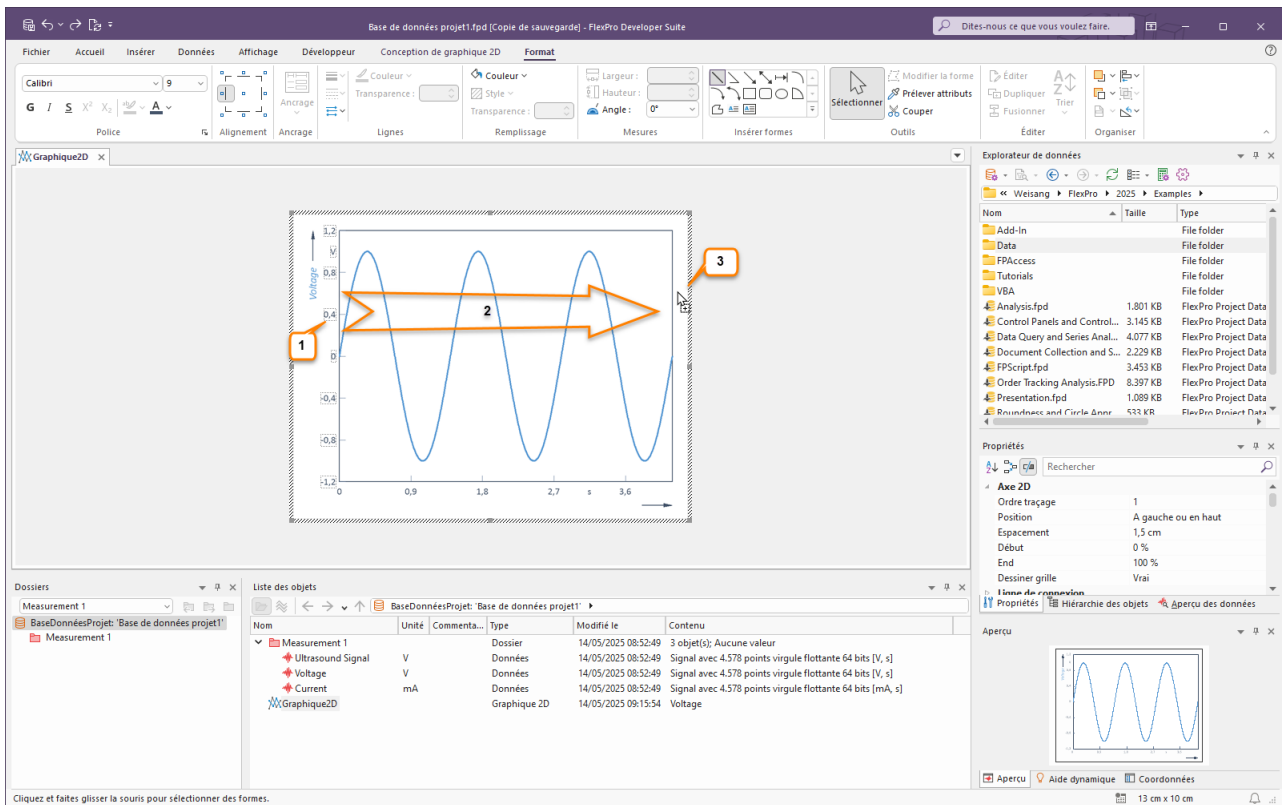 Base de données projet1.fpd [Copie de sauvegarde] - FlexPro Developer Suite
Dites-nous ce que vous voulez faire.
Fichier Accueil Insérer Données Affichage Développeur Conception de graphique 2D Format
Calibri 9
G I S X² X₂ A
Police
Alignement
Ancrage
Ancrage
Couleur
Transparence :
Lignes
Couleur
Style
Transparence :
Remplissage
Largeur :
Hauteur :
Angle : 0°
Mesures
Insérer formes
Sélectionner
Modifier la forme
Prélever attributs
Couper
Outils
Éditer
Dupliquer
Fusionner
Trier
Éditer
Organiser
Graphique2D
1,2
V
0,8
0,4
0
-0,4
-0,8
-1,2
Voltage
0 0,9 1,8 2,7 s 3,6
1
2
3
Explorateur de données
« Weisang FlexPro 2025 Examples
Nom Taille Type
Add-In File folder
Data File folder
FPAccess File folder
Tutorials File folder
VBA File folder
Analysis.fpd 1.801 KB FlexPro Project Data
Control Panels and Control... 3.145 KB FlexPro Project Data
Data Query and Series Anal... 4.077 KB FlexPro Project Data
Document Collection and S... 2.229 KB FlexPro Project Data
FPScript.fpd 3.453 KB FlexPro Project Data
Order Tracking Analysis.FPD 8.397 KB FlexPro Project Data
Presentation.fpd 1.089 KB FlexPro Project Data
Roundness and Circle Appr... 533 KB FlexPro Project Data
Propriétés
Rechercher
Axe 2D
Ordre traçage 1
Position A gauche ou en haut
Espacement 1,5 cm
Début 0 %
End 100 %
Dessiner grille Vrai
Ligne de connexion
Propriétés Hiérarchie des objets Aperçu des données
Aperçu
Aperçu Aide dynamique Coordonnées
Dossiers
Measurement 1
BaseDonnéesProjet: 'Base de données projet1'
Measurement 1
Liste des objets
BaseDonnéesProjet: 'Base de données projet1'
Nom Unité Commenta... Type Modifié le Contenu
Measurement 1 Dossier 14/05/2025 08:52:49 3 objet(s); Aucune valeur
Ultrasound Signal V Données 14/05/2025 08:52:49 Signal avec 4.578 points virgule flottante 64 bits [V, s]
Voltage V Données 14/05/2025 08:52:49 Signal avec 4.578 points virgule flottante 64 bits [V, s]
Current mA Données 14/05/2025 08:52:49 Signal avec 4.578 points virgule flottante 64 bits [mA, s]
Graphique2D Graphique 2D 14/05/2025 09:15:54 Voltage
Cliquez et faites glisser la souris pour sélectionner des formes.
13 cm x 10 cm